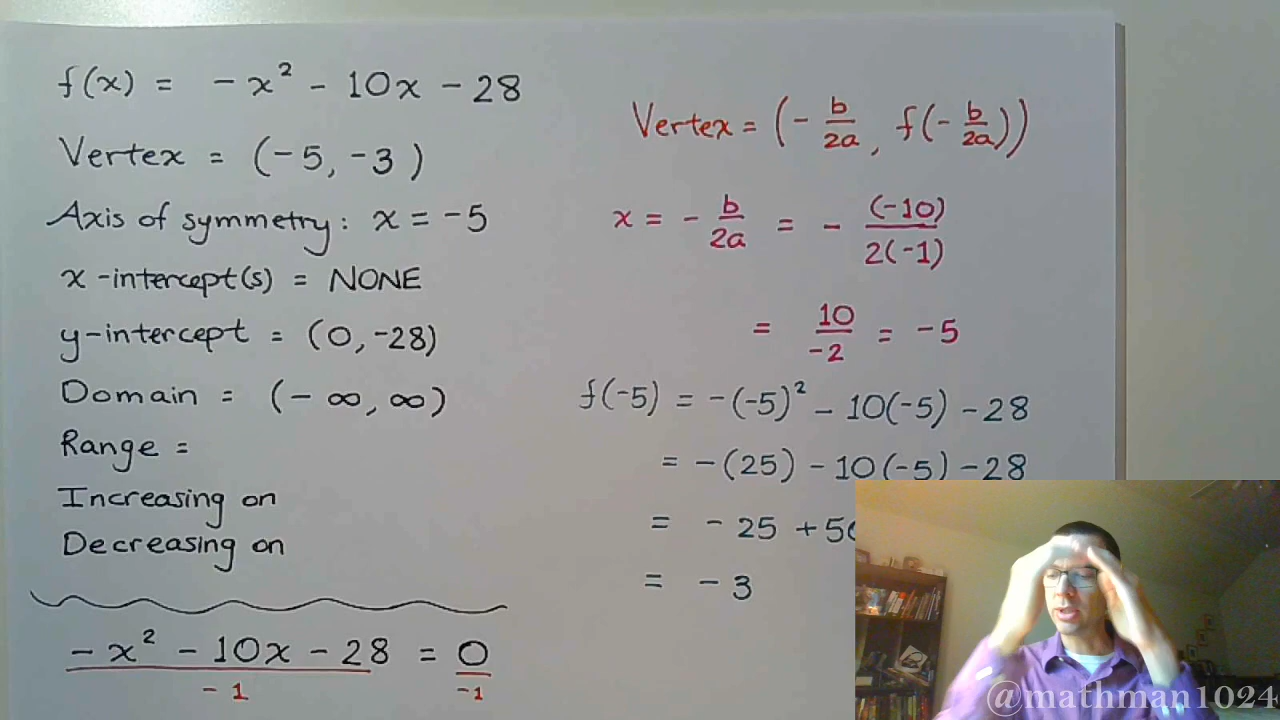 f(x) = -x² - 10x - 28
Vertex = (-5, -3)
Axis of symmetry: x = -5
x-intercept(s) = NONE
y-intercept = (0, -28)
Domain = (-∞, ∞)
Range =
Increasing on
Decreasing on
-x² - 10x - 28 = 0
-1 -1
Vertex = (-b/2a, f(-b/2a))
x = -b/2a = -(-10)/2(-1)
= 10/-2 = -5
f(-5) = -(-5)² - 10(-5) - 28
= -(25) - 10(-5) - 28
= -25 + 50
= -3
@mathman1024